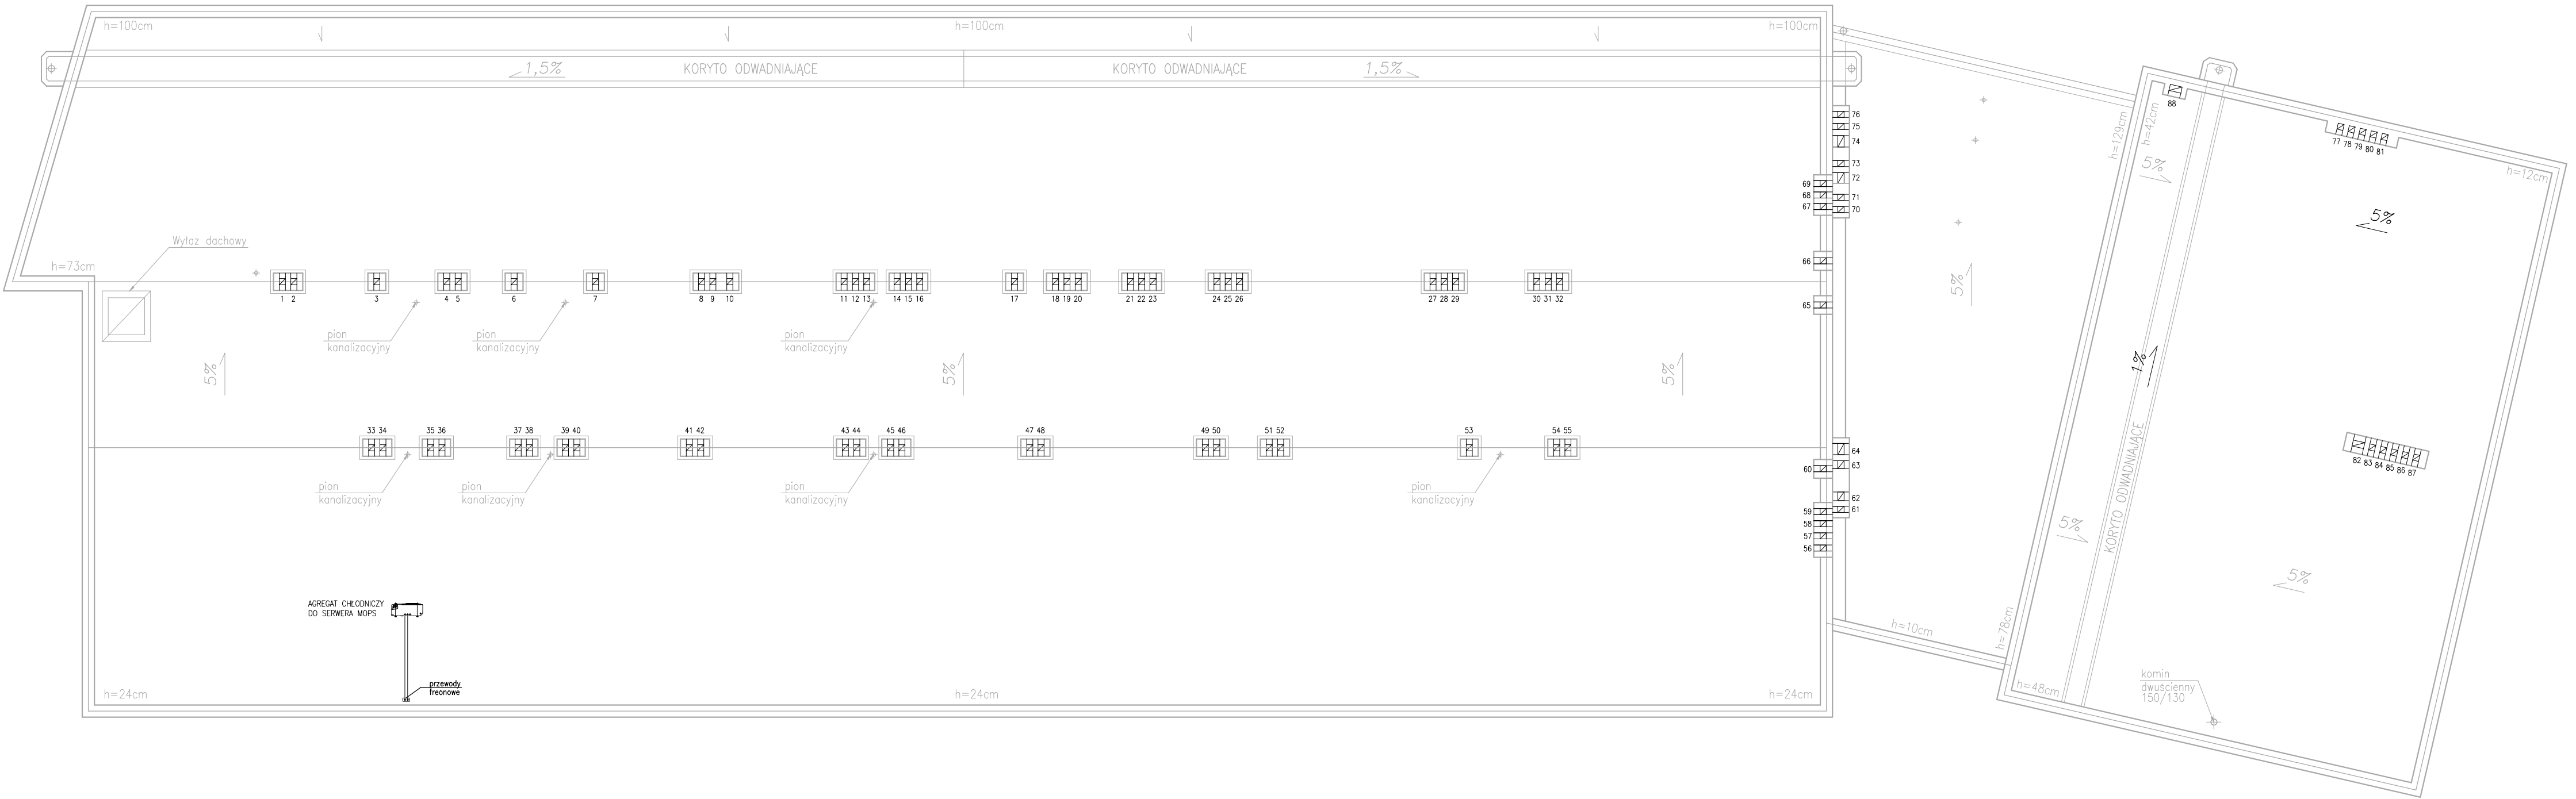 h=100cm
h=100cm
h=100cm
1,5%
KORYTO ODWADNIAJĄCE
KORYTO ODWADNIAJĄCE
1,5%
76
75
74
73
72
71
70
69
68
67
66
65
Wyłaz dachowy
h=73cm
1 2
3
4 5
6
7
8 9 10
11 12 13
14 15 16
17
18 19 20
21 22 23
24 25 26
27 28 29
30 31 32
pion
kanalizacyjny
pion
kanalizacyjny
pion
kanalizacyjny
5%
5%
5%
33 34
35 36
37 38
39 40
41 42
43 44
45 46
47 48
49 50
51 52
53
54 55
pion
kanalizacyjny
pion
kanalizacyjny
pion
kanalizacyjny
pion
kanalizacyjny
64
63
62
61
60
59
58
57
56
AGREGAT CHŁODNICZY
DO SERWERA MOPS
przewody
freonowe
h=24cm
h=24cm
h=24cm
5%
h=10cm
h=129cm
h=42cm
88
77 78 79 80 81
h=12cm
5%
5%
1%
KORYTO ODWADNIAJĄCE
82 83 84 85 86 87
5%
5%
h=78cm
h=48cm
komin
dwuścienny
150/130